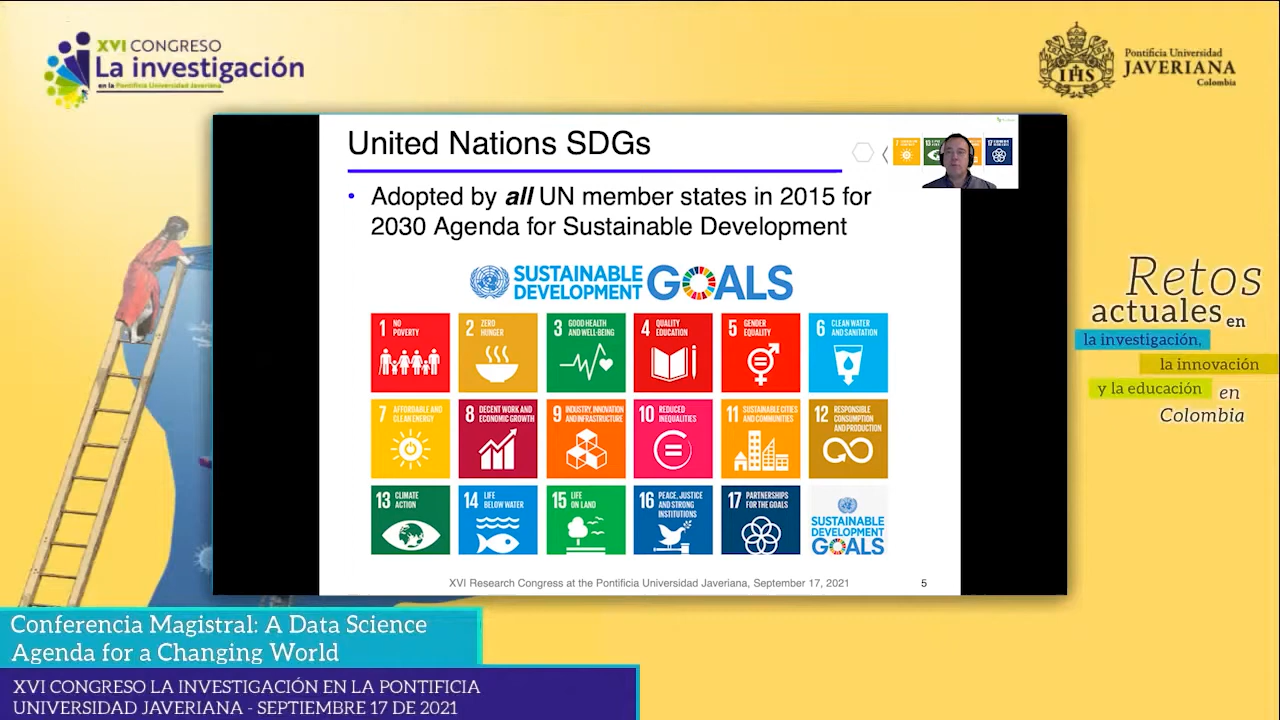 XVI CONGRESO
La investigación
en la Pontificia Universidad Javeriana
Pontificia Universidad
JAVERIANA
Colombia
IHS
United Nations SDGs
• Adopted by all UN member states in 2015 for
2030 Agenda for Sustainable Development
SUSTAINABLE
DEVELOPMENT
GOALS
1 NO
POVERTY
2 ZERO
HUNGER
3 GOOD HEALTH
AND WELL-BEING
4 QUALITY
EDUCATION
5 GENDER
EQUALITY
6 CLEAN WATER
AND SANITATION
7 AFFORDABLE AND
CLEAN ENERGY
8 DECENT WORK AND
ECONOMIC GROWTH
9 INDUSTRY, INNOVATION
AND INFRASTRUCTURE
10 REDUCED
INEQUALITIES
11 SUSTAINABLE CITIES
AND COMMUNITIES
12 RESPONSIBLE
CONSUMPTION
AND PRODUCTION
13 CLIMATE
ACTION
14 LIFE
BELOW WATER
15 LIFE
ON LAND
16 PEACE, JUSTICE
AND STRONG
INSTITUTIONS
17 PARTNERSHIPS
FOR THE GOALS
SUSTAINABLE
DEVELOPMENT
GOALS
XVI Research Congress at the Pontificia Universidad Javeriana, September 17, 2021
5
Retos
actuales en
la investigación,
la innovación
y la educación en
Colombia
Conferencia Magistral: A Data Science
Agenda for a Changing World
XVI CONGRESO LA INVESTIGACIÓN EN LA PONTIFICIA
UNIVERSIDAD JAVERIANA - SEPTIEMBRE 17 DE 2021